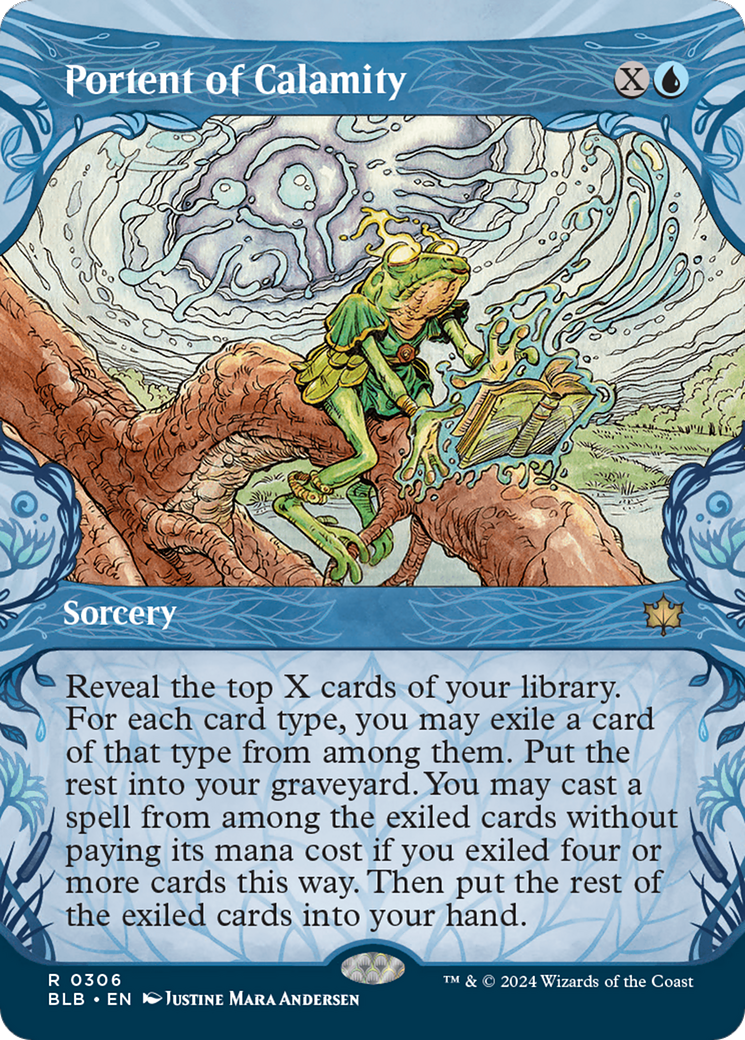 Portent of Calamity X
Sorcery
Reveal the top X cards of your library.
For each card type, you may exile a card
of that type from among them. Put the
rest into your graveyard. You may cast a
spell from among the exiled cards without
paying its mana cost if you exiled four or
more cards this way. Then put the rest of
the exiled cards into your hand.
R 0306
BLB • EN Justine Mara Andersen
™ & © 2024 Wizards of the Coast